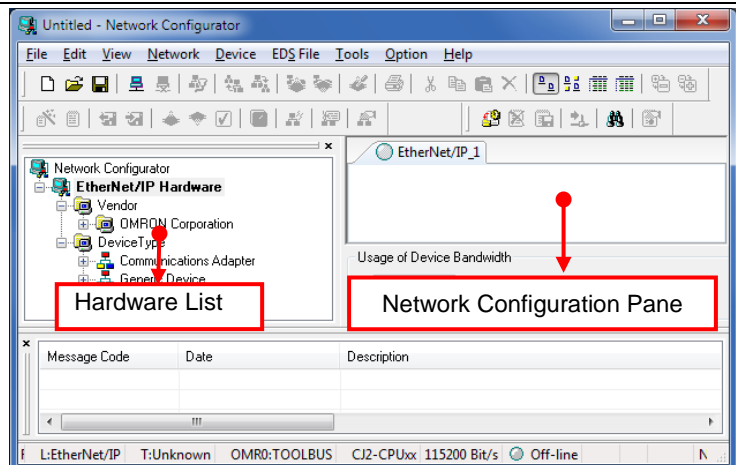 Untitled - Network Configurator
File Edit View Network Device EDS File Tools Option Help
EtherNet/IP_1
Network Configurator
EtherNet/IP Hardware
Vendor
OMRON Corporation
DeviceType
Communications Adapter
Generic Device
Usage of Device Bandwidth
Hardware List
Network Configuration Pane
Message Code Date Description
L:EtherNet/IP T:Unknown OMR0:TOOLBUS CJ2-CPUxx 115200 Bit/s Off-line N